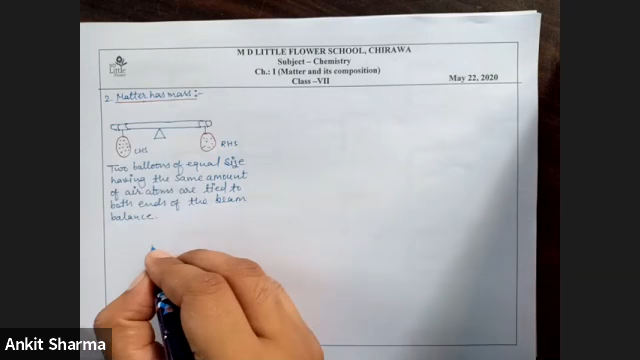 M D LITTLE FLOWER SCHOOL, CHIRAWA
Subject – Chemistry
Ch.: 1 (Matter and its composition)
Class –VII
May 22, 2020
Little
2. Matter has mass :-
LHS
RHS
Two balloons of equal size
having the same amount
of air atoms are tied to
both ends of the beam
balance.
Ankit Sharma